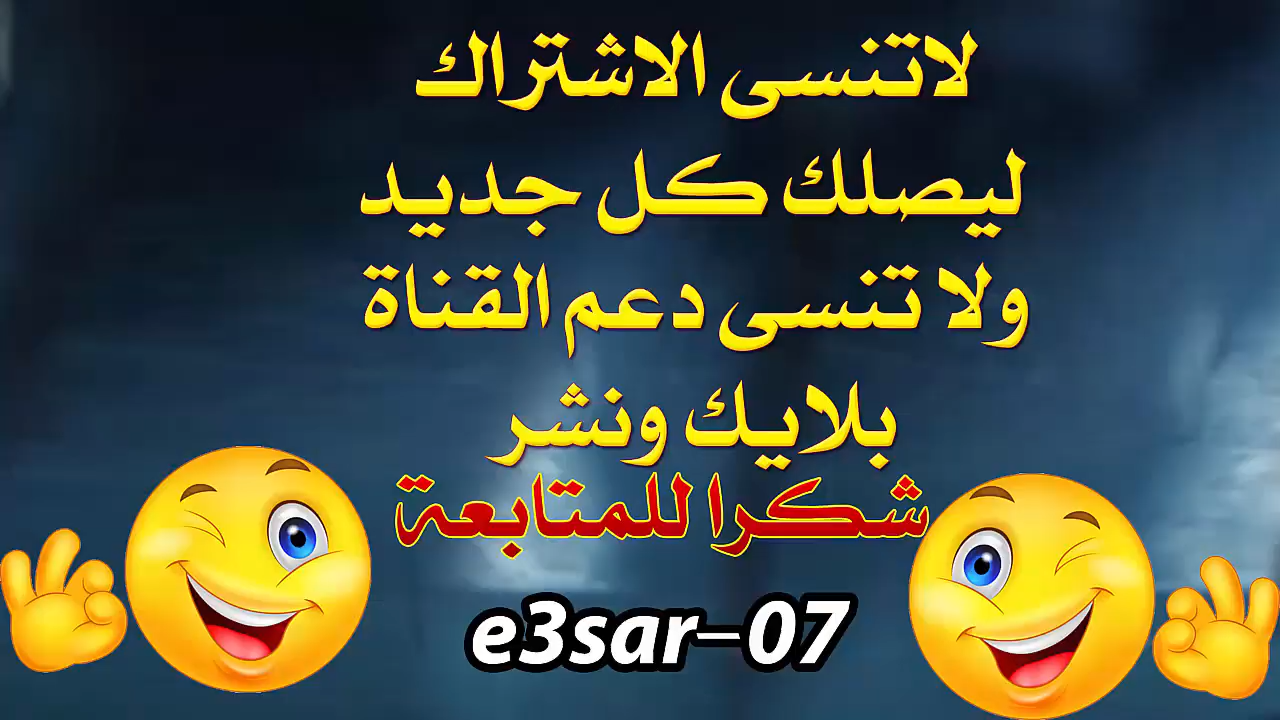 لاتنسى الاشتراك
ليصلك كل جديد
ولا تنسى دعم القناة
بلايك ونشر
شكرا للمتابعة
e3sar-07